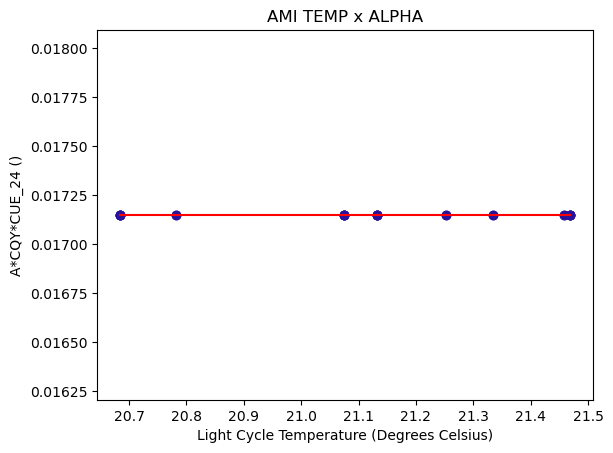 AMI TEMP x ALPHA
0.01800
0.01775
0.01750
0.01725
0.01700
0.01675
0.01650
0.01625
A*CQY*CUE_24 ()
20.7 20.8 20.9 21.0 21.1 21.2 21.3 21.4 21.5
Light Cycle Temperature (Degrees Celsius)